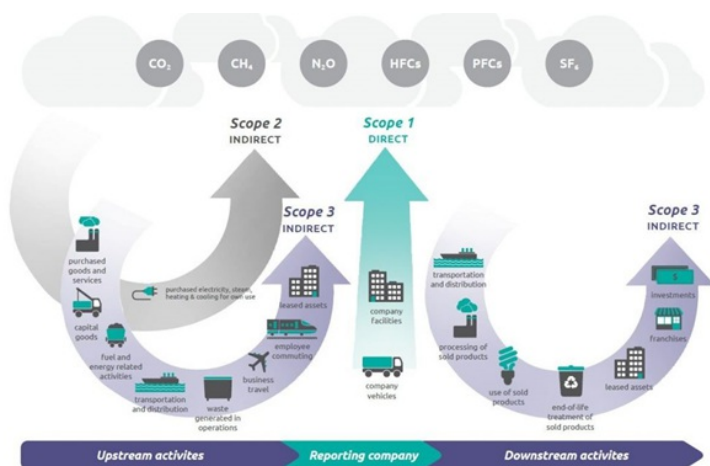 CO₂ CH₄ N₂O HFCs PFCs SF₆
Scope 2
INDIRECT
Scope 1
DIRECT
Scope 3
INDIRECT
Scope 3
INDIRECT
purchased
goods and
services
capital
goods
fuel and
energy related
activities
transportation
and distribution
waste
generated in
operations
business
travel
employee
commuting
leased assets
purchased electricity, steam,
heating & cooling for own use
company
facilities
company
vehicles
transportation
and distribution
processing of
sold products
use of sold
products
end-of-life
treatment of
sold products
leased assets
franchises
investments
$
Upstream activites
Reporting company
Downstream activites